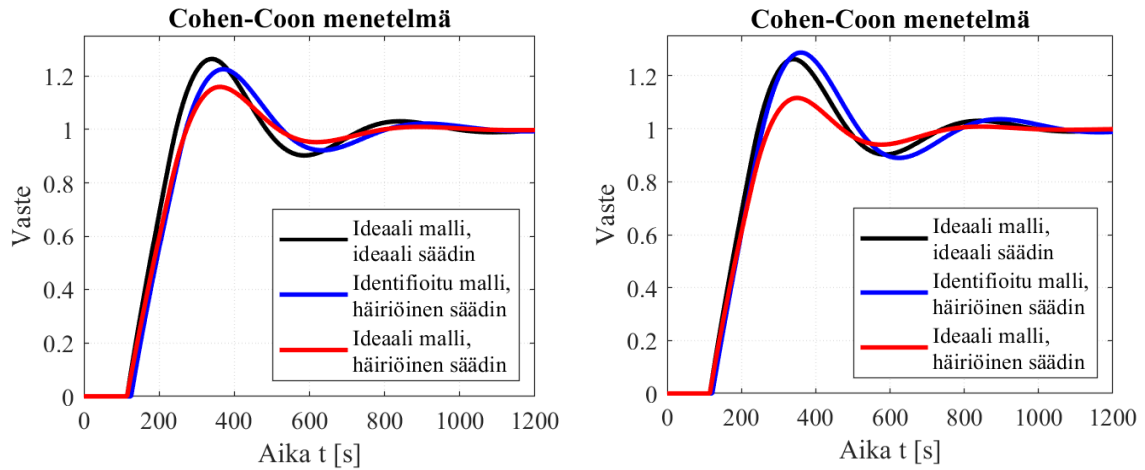 Cohen-Coon menetelmä
Vaste
1.2
1
0.8
0.6
0.4
0.2
0
Ideaali malli,
ideaali säädin
Identifioitu malli,
häiriöinen säädin
Ideaali malli,
häiriöinen säädin
0 200 400 600 800 1000 1200
Aika t [s]
Cohen-Coon menetelmä
Vaste
1.2
1
0.8
0.6
0.4
0.2
0
Ideaali malli,
ideaali säädin
Identifioitu malli,
häiriöinen säädin
Ideaali malli,
häiriöinen säädin
0 200 400 600 800 1000 1200
Aika t [s]